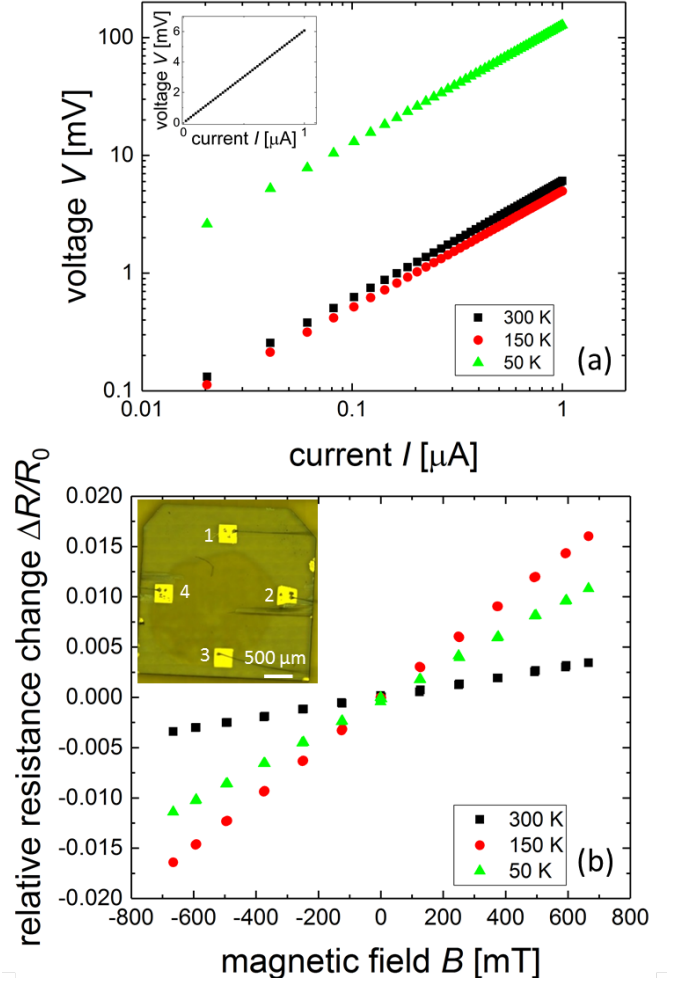 (a)
voltage V [mV]
100
10
1
0.1
0.01
0.1
1
current I [μA]
300 K
150 K
50 K
voltage V [mV]
6
4
2
0
0
1
current I [μA]
(b)
relative resistance change ΔR/R0
0.020
0.015
0.010
0.005
0.000
-0.005
-0.010
-0.015
-0.020
-800
-600
-400
-200
0
200
400
600
800
magnetic field B [mT]
300 K
150 K
50 K
1
4
2
3
500 μm